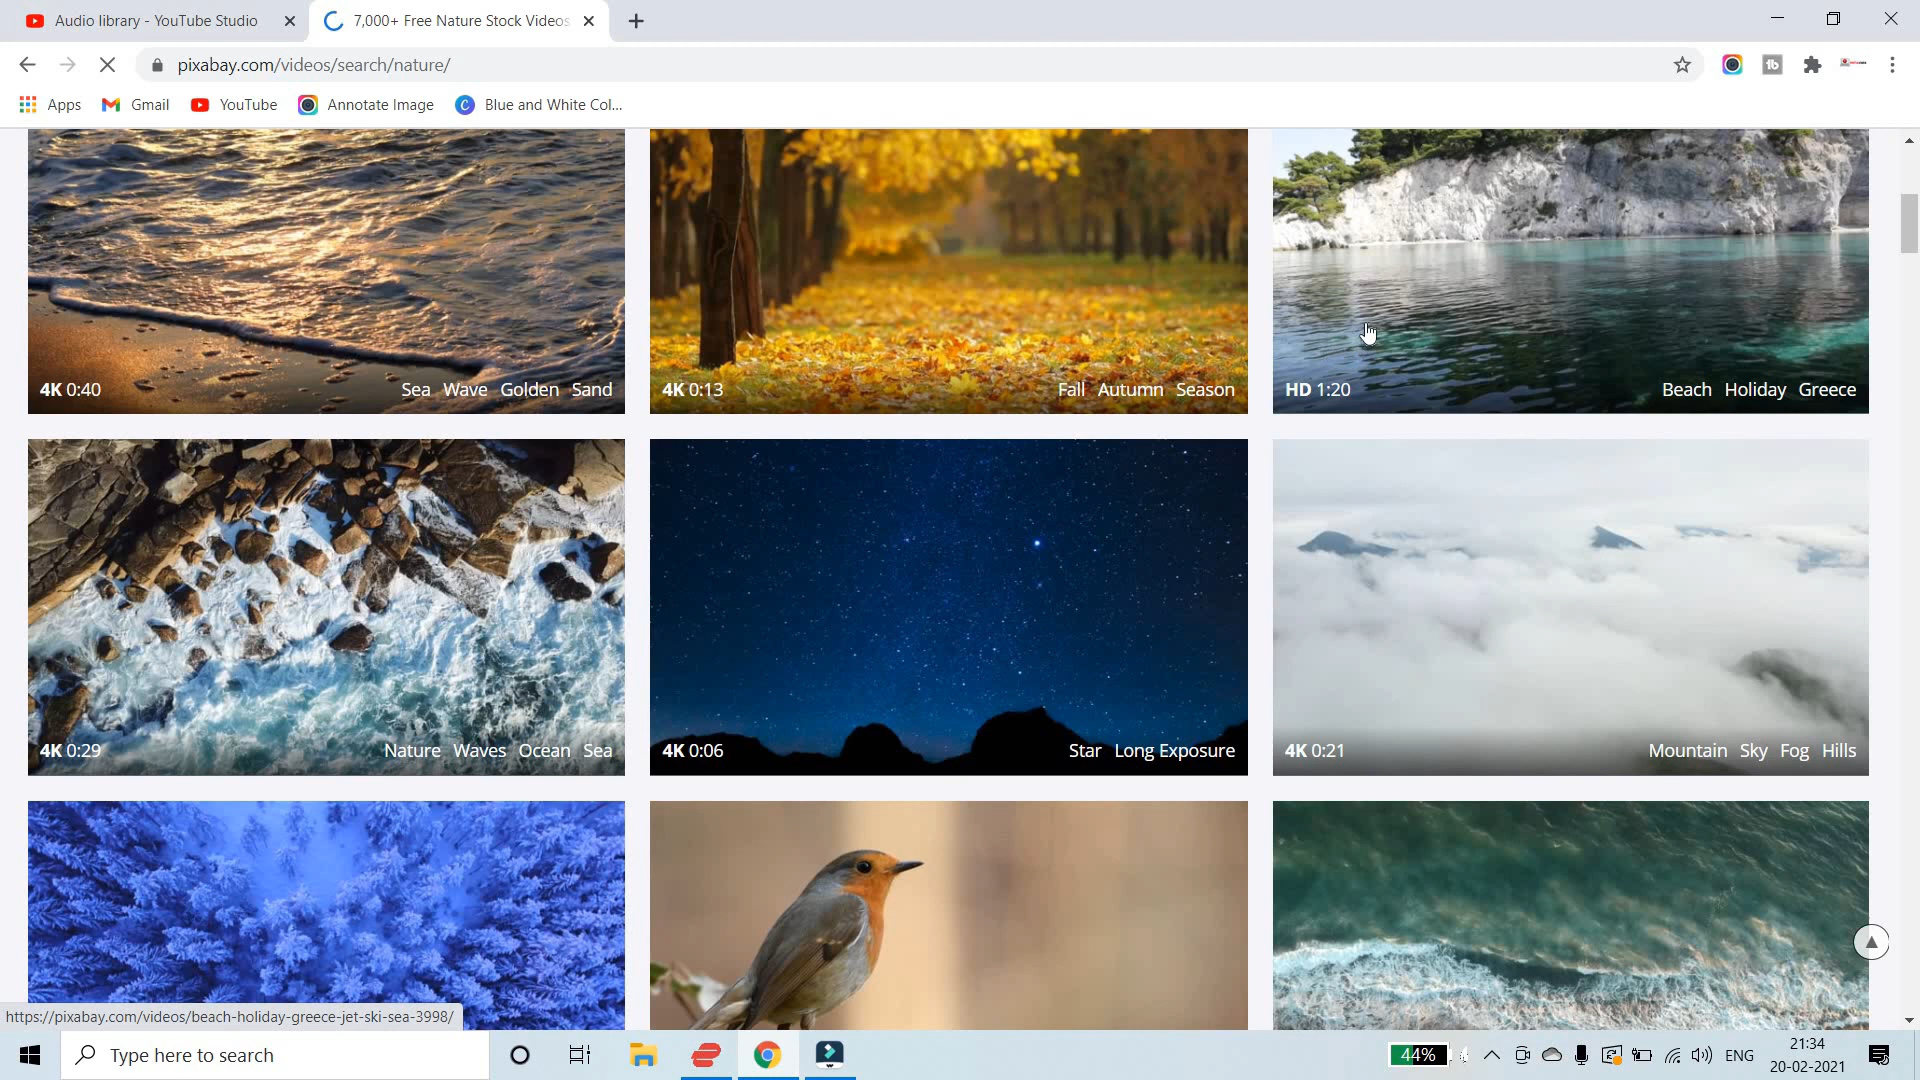 Audio library - YouTube Studio
7,000+ Free Nature Stock Videos
pixabay.com/videos/search/nature/
Apps
Gmail
YouTube
Annotate Image
Blue and White Col...
4K 0:40
Sea Wave Golden Sand
4K 0:13
Fall Autumn Season
HD 1:20
Beach Holiday Greece
4K 0:29
Nature Waves Ocean Sea
4K 0:06
Star Long Exposure
4K 0:21
Mountain Sky Fog Hills
https://pixabay.com/videos/beach-holiday-greece-jet-ski-sea-3998/
Type here to search
44%
ENG
21:34
20-02-2021